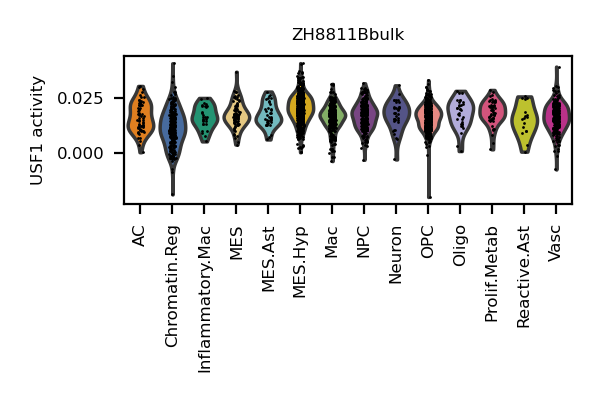 ZH8811Bbulk
USF1 activity
0.025
0.000
AC
Chromatin.Reg
Inflammatory.Mac
MES
MES.Ast
MES.Hyp
Mac
NPC
Neuron
OPC
Oligo
Prolif.Metab
Reactive.Ast
Vasc